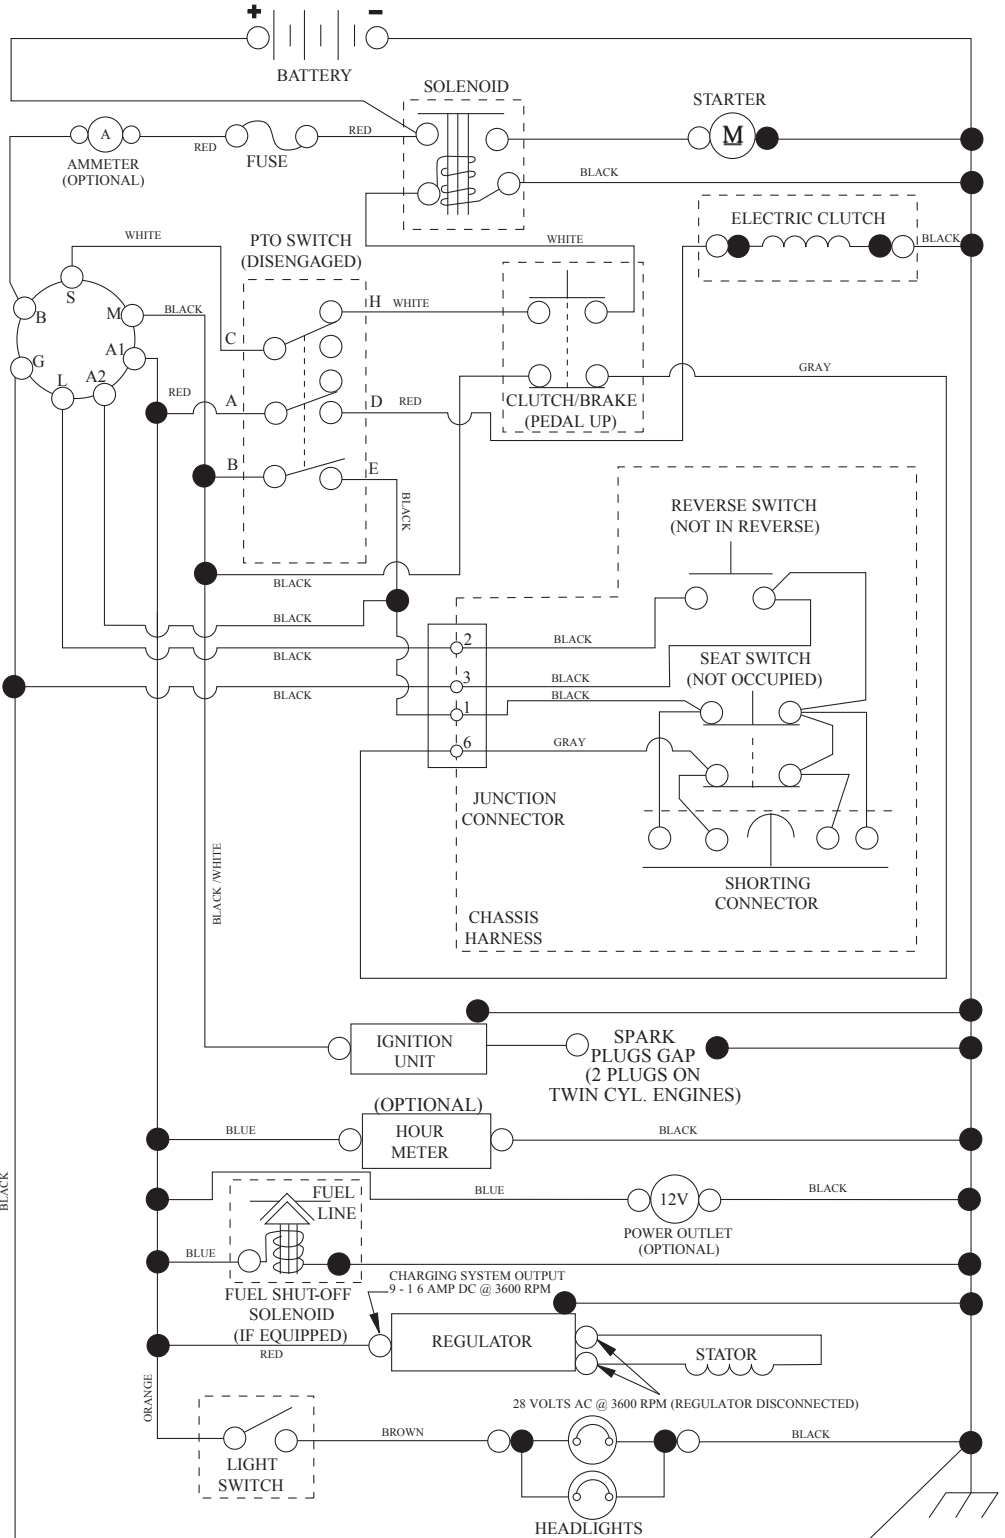 + -
BATTERY
SOLENOID
STARTER
A
M
RED
FUSE
RED
AMMETER
(OPTIONAL)
BLACK
WHITE
PTO SWITCH
(DISENGAGED)
WHITE
ELECTRIC CLUTCH
BLACK
S
B
M
BLACK
H
WHITE
C
G
A1
L
A2
RED
A
D
RED
GRAY
CLUTCH/BRAKE
(PEDAL UP)
B
E
BLACK
REVERSE SWITCH
(NOT IN REVERSE)
BLACK
BLACK
BLACK
BLACK
2
BLACK
3
BLACK
BLACK
1
6
GRAY
SEAT SWITCH
(NOT OCCUPIED)
JUNCTION
CONNECTOR
SHORTING
CONNECTOR
CHASSIS
HARNESS
BLACK /WHITE
IGNITION
UNIT
SPARK
PLUGS GAP
(2 PLUGS ON
TWIN CYL. ENGINES)
(OPTIONAL)
HOUR
METER
BLUE
BLACK
BLACK
FUEL
LINE
BLUE
12V
BLACK
POWER OUTLET
(OPTIONAL)
BLUE
FUEL SHUT-OFF
SOLENOID
(IF EQUIPPED)
CHARGING SYSTEM OUTPUT
9 - 1 6 AMP DC @ 3600 RPM
RED
REGULATOR
STATOR
28 VOLTS AC @ 3600 RPM (REGULATOR DISCONNECTED)
ORANGE
LIGHT
SWITCH
BROWN
BLACK
HEADLIGHTS